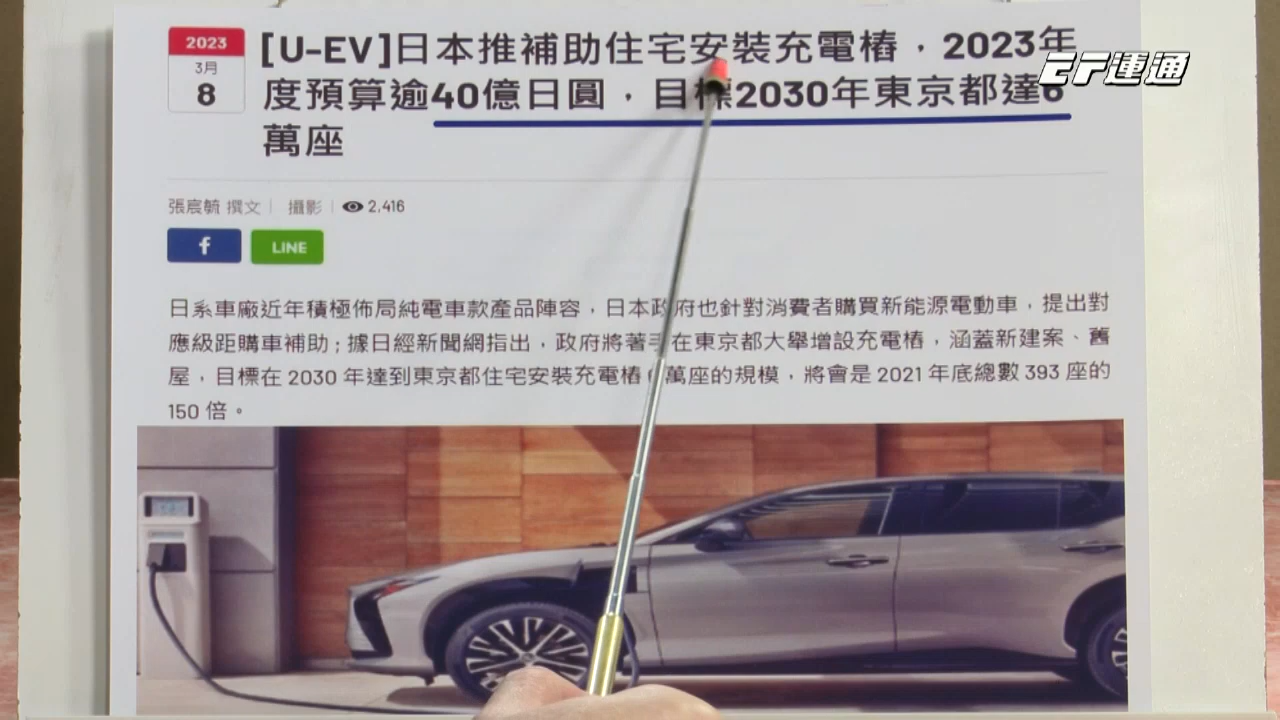 2023
3月
8
[U-EV]日本推補助住宅安裝充電樁，2023年
度預算逾40億日圓，目標2030年東京都達6
萬座
EF運通
張宸毓 撰文 | 攝影 | 2,416
f
LINE
日系車廠近年積極佈局純電車款產品陣容，日本政府也針對消費者購買新能源電動車，提出對
應級距購車補助；據日經新聞網指出，政府將著手在東京都大舉增設充電樁，涵蓋新建案、舊
屋，目標在 2030 年達到東京都住宅安裝充電樁 萬座的規模，將會是 2021 年底總數 393 座的
150 倍。